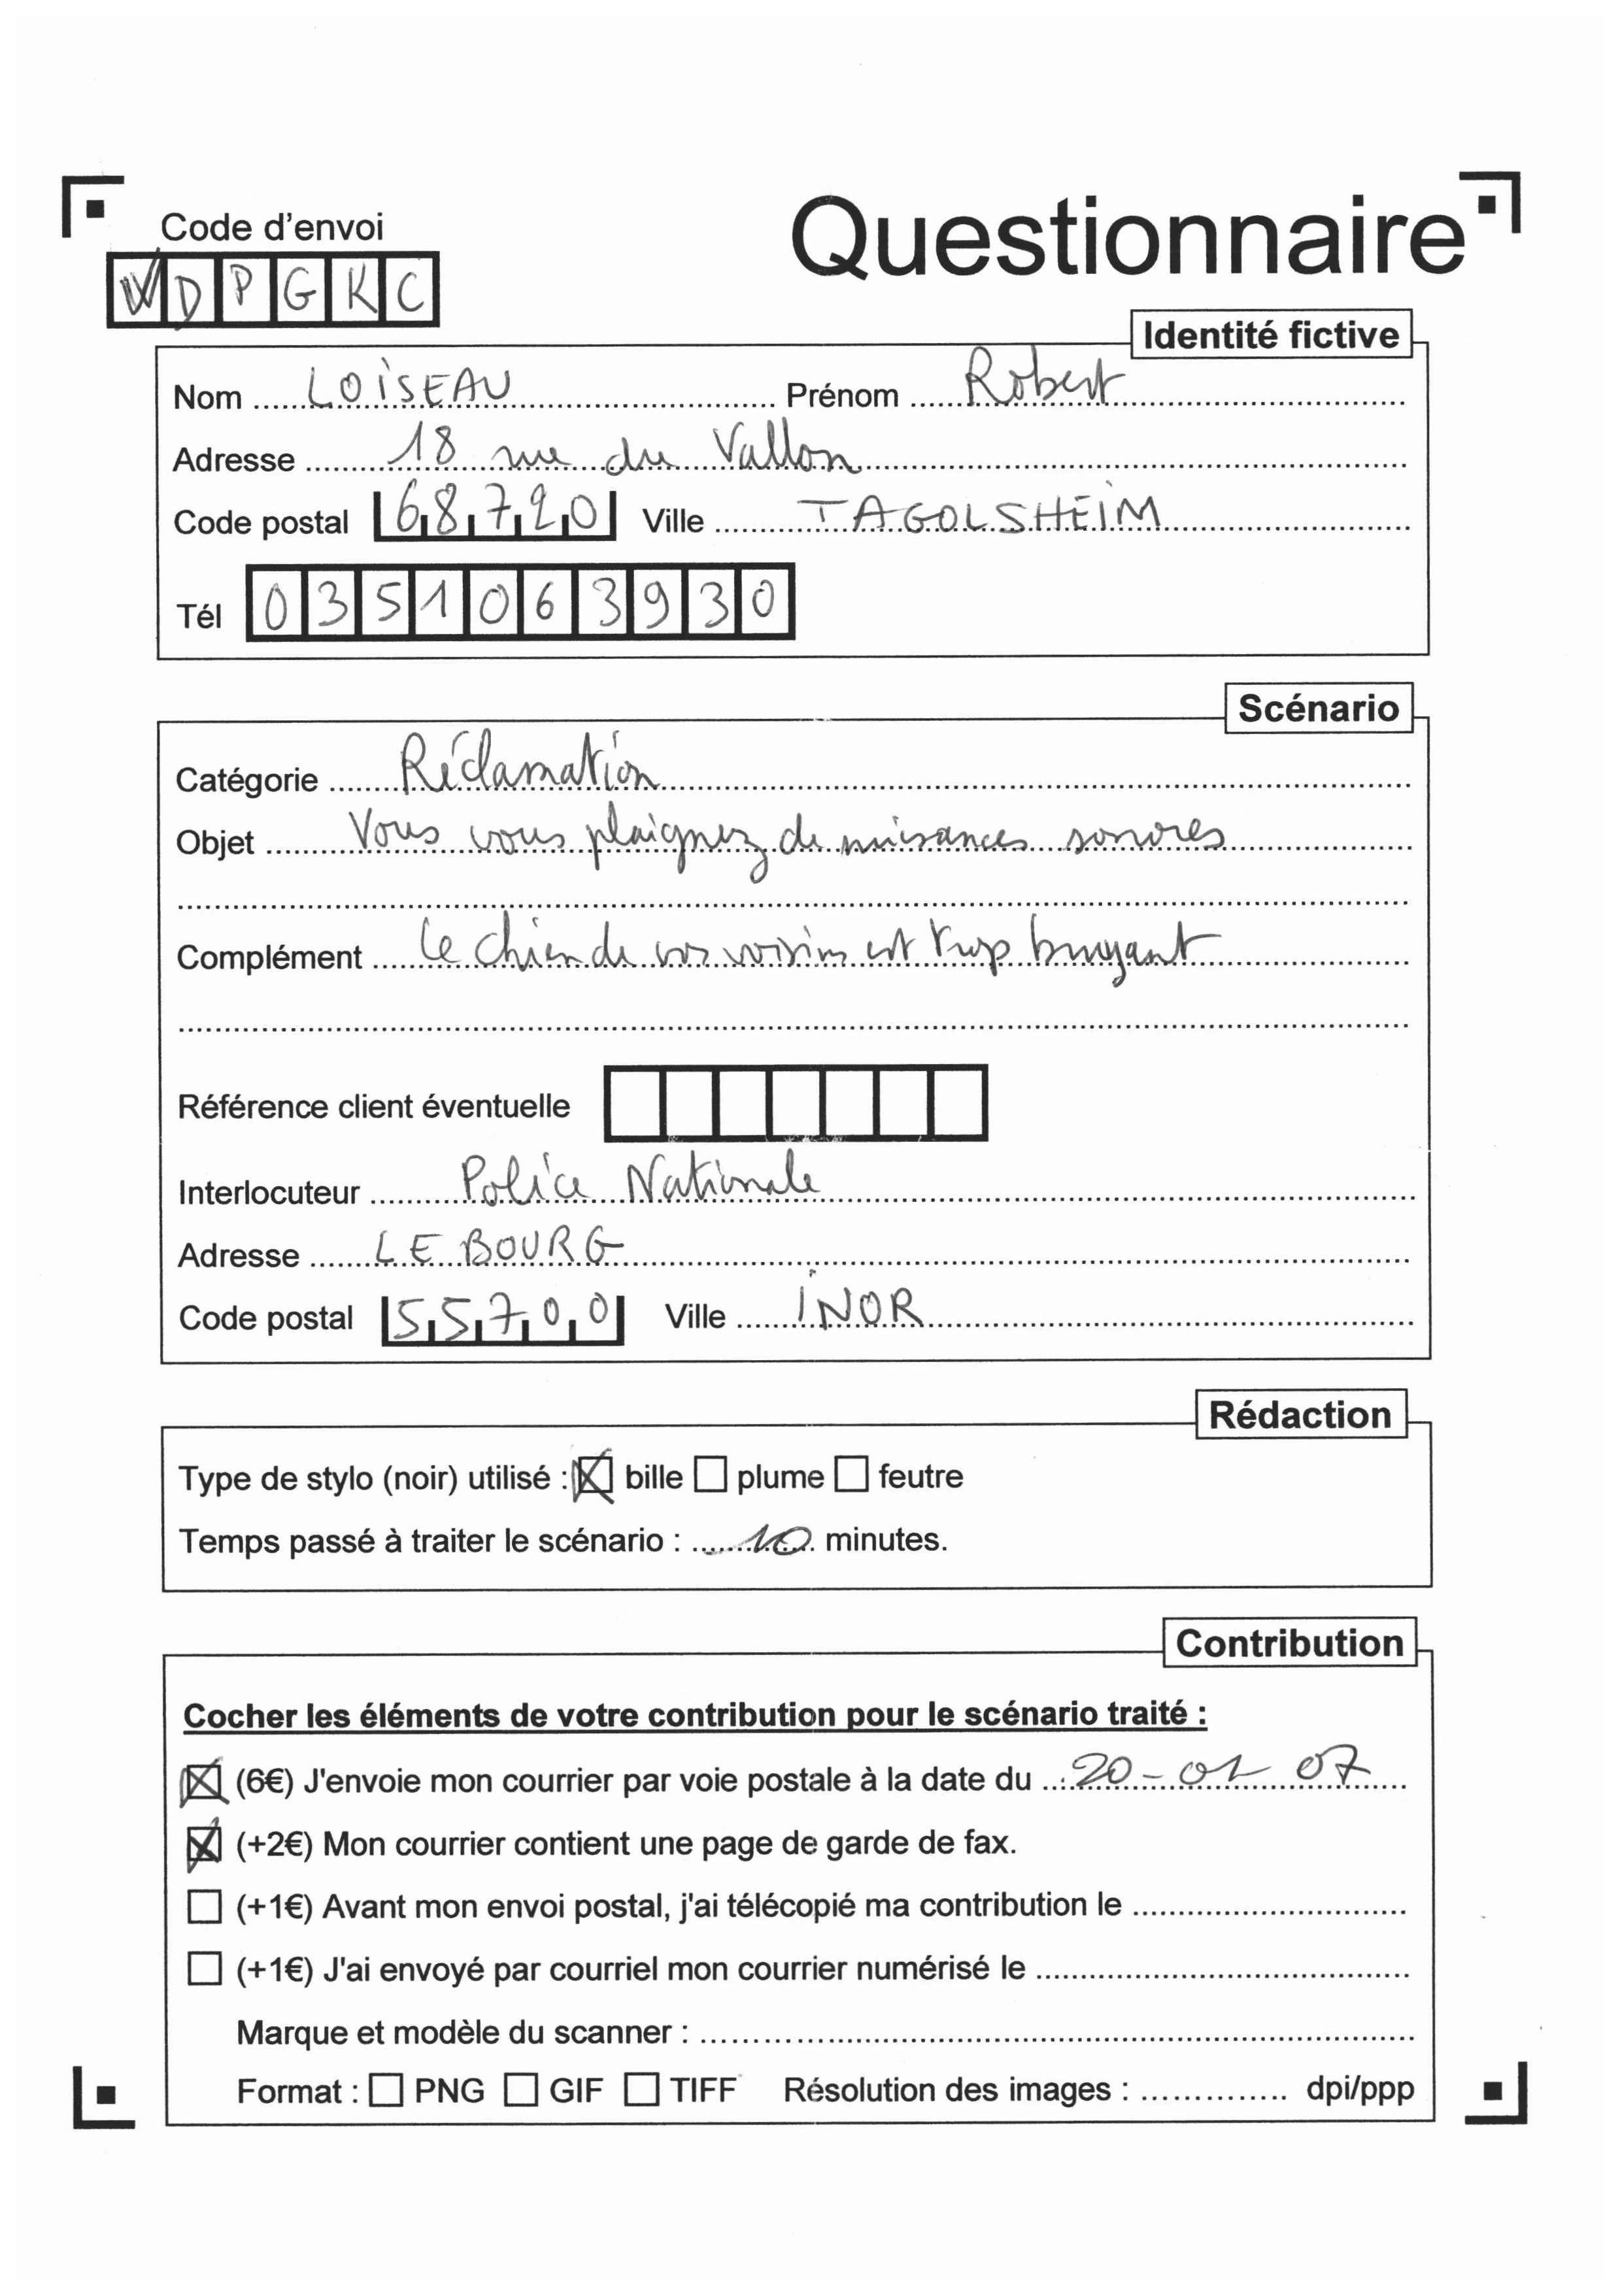 Questionnaire
Code d'envoi
WDPGKC
Identité fictive
Nom LOISEAU Prénom Robert
Adresse 18 rue du Vallon
Code postal 68720 Ville TAGOLSHEIM
Tél 0351063930
Scénario
Catégorie Réclamation
Objet Vous vous plaignez de nuisances sonores
Complément Le chien de vos voisins est trop bruyant
Référence client éventuelle
Interlocuteur Police Nationale
Adresse LE BOURG
Code postal 55700 Ville INOR
Rédaction
Type de stylo (noir) utilisé : ☒ bille ☐ plume ☐ feutre
Temps passé à traiter le scénario : 10 minutes.
Contribution
Cocher les éléments de votre contribution pour le scénario traité :
☒ (6€) J'envoie mon courrier par voie postale à la date du 20-01 07
☒ (+2€) Mon courrier contient une page de garde de fax.
☐ (+1€) Avant mon envoi postal, j'ai télécopié ma contribution le
☐ (+1€) J'ai envoyé par courriel mon courrier numérisé le
Marque et modèle du scanner :
Format : ☐ PNG ☐ GIF ☐ TIFF Résolution des images : dpi/ppp